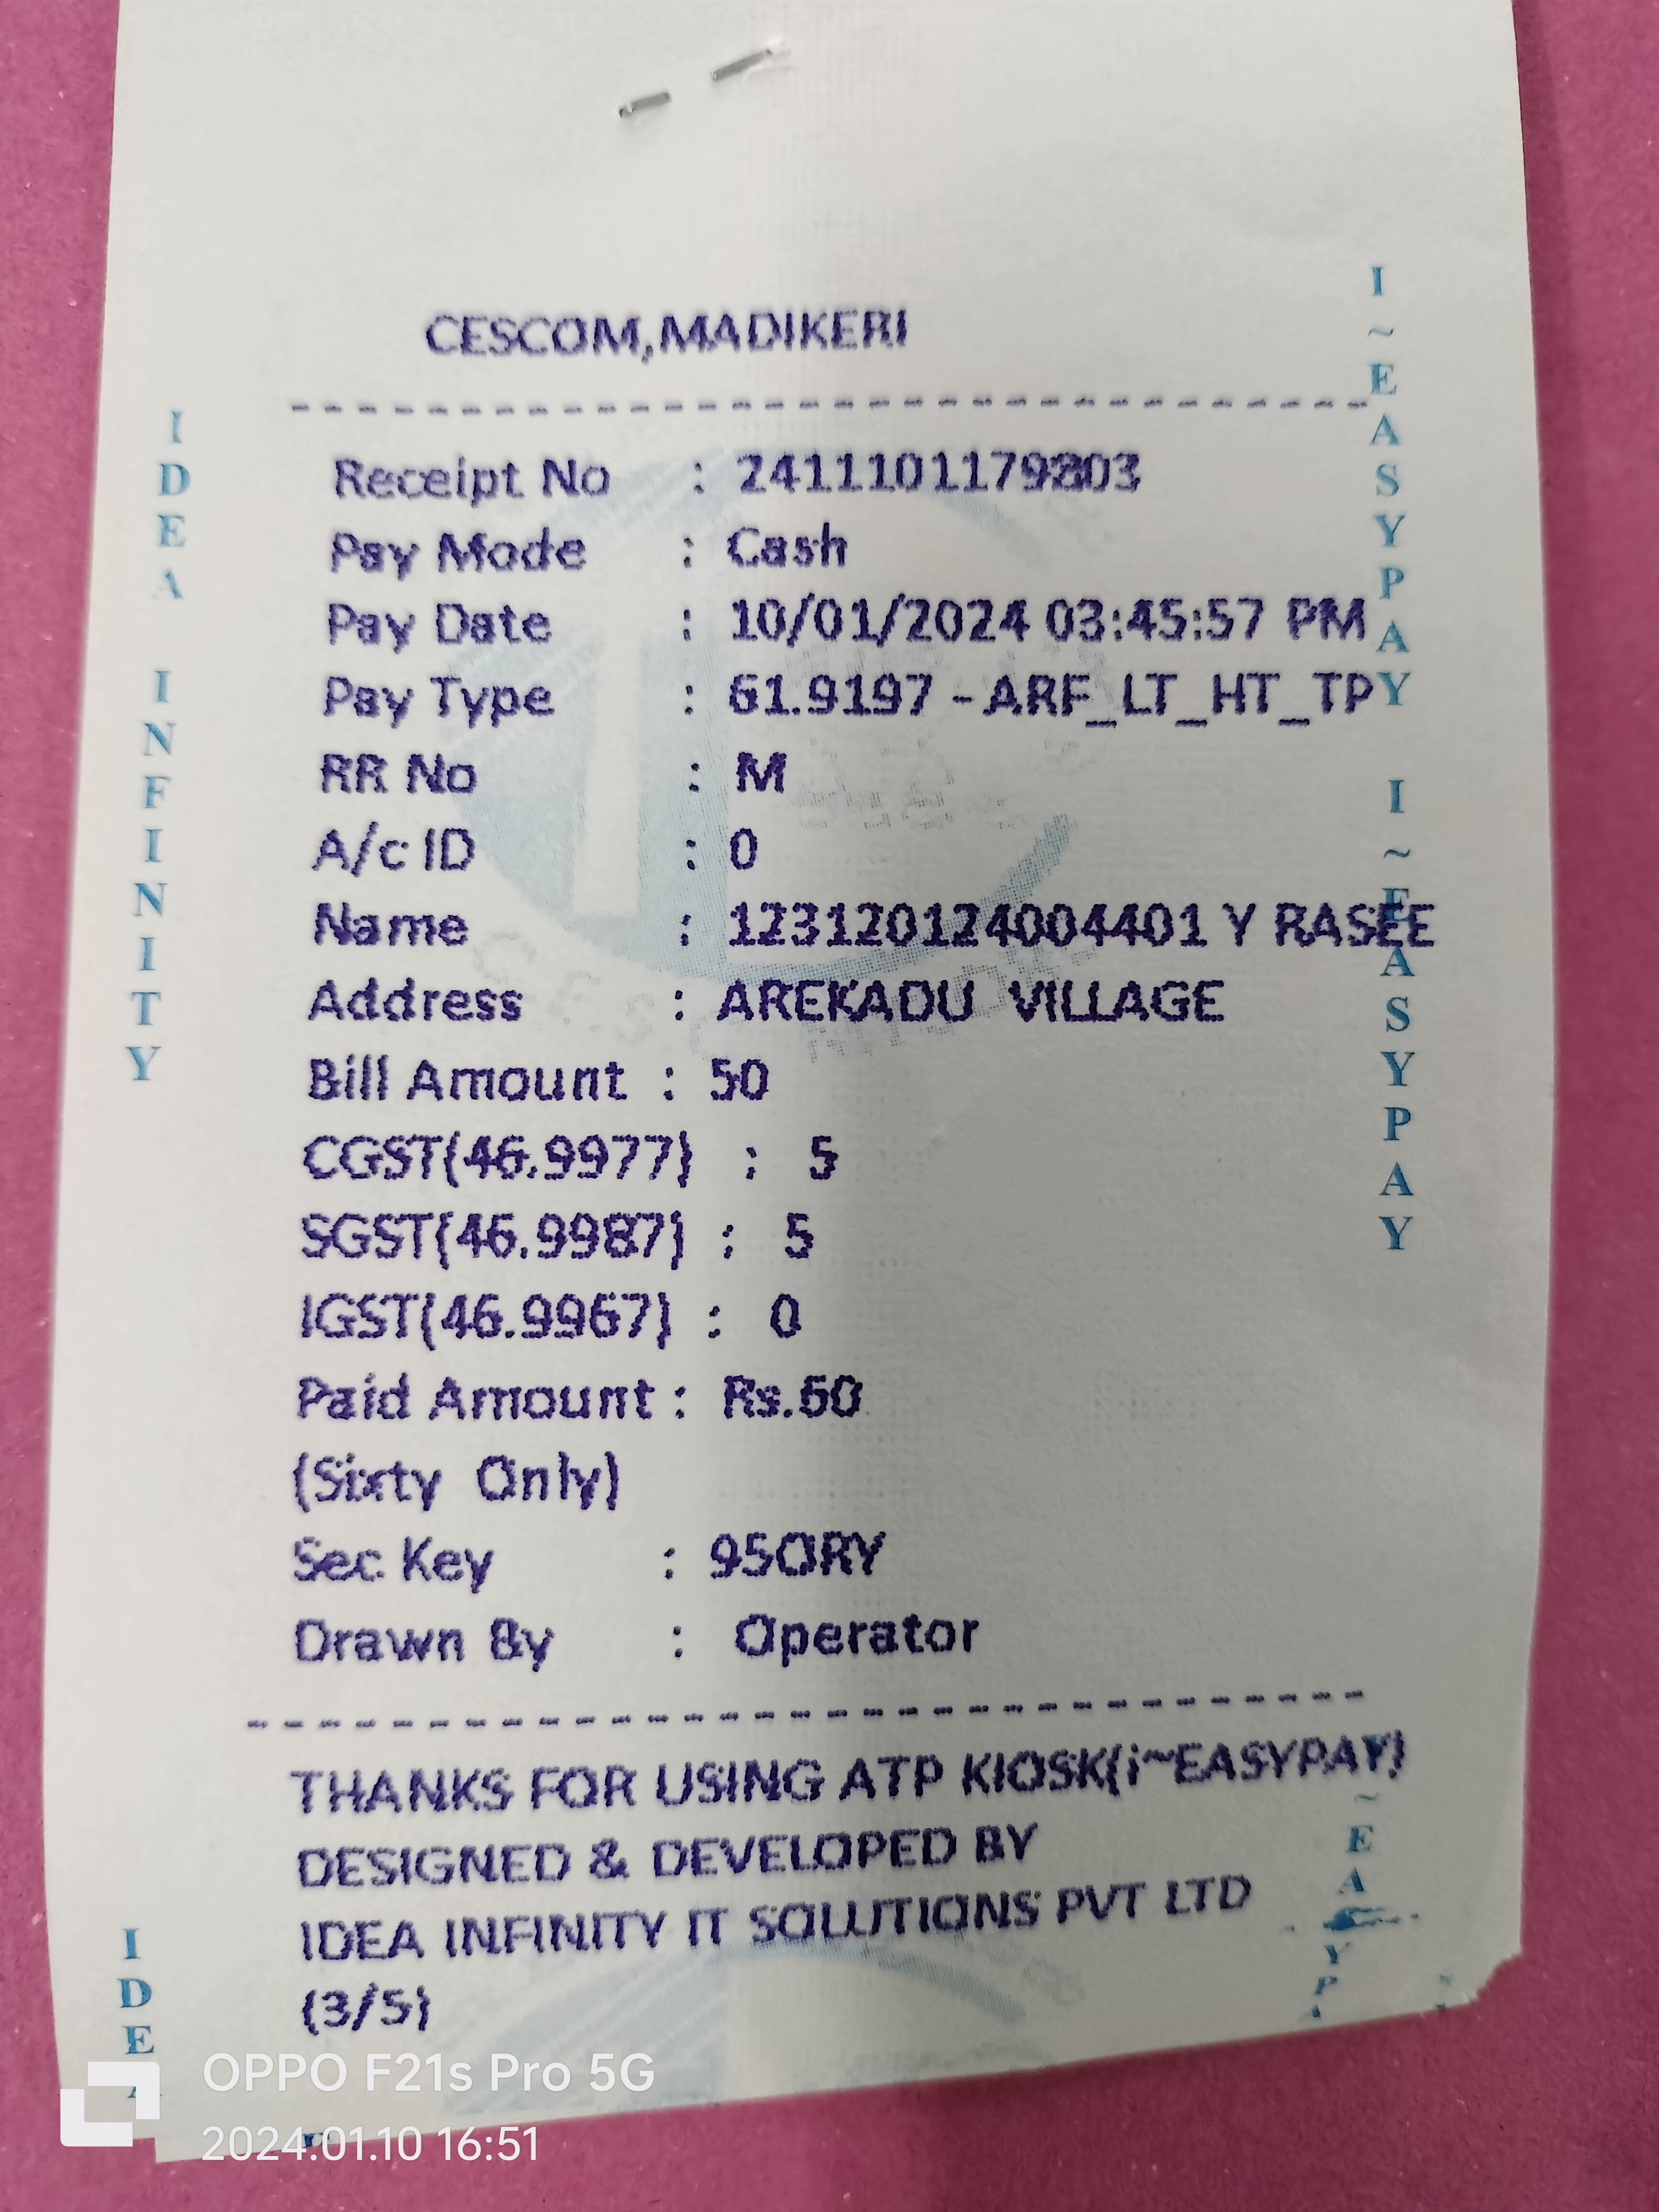 CESCOM,MADIKERI
Receipt No : 2411101179803
Pay Mode : Cash
Pay Date : 10/01/2024 03:45:57 PM
Pay Type : 61.9197 - ARF_LT_HT_TP
RR No : M
A/c ID : 0
Name : 123120124004401 Y RASEE
Address : AREKADU VILLAGE
Bill Amount : 50
CGST(46.9977) : 5
SGST(46.9987) : 5
IGST(46.9967) : 0
Paid Amount : Rs.60
(Sixty Only)
Sec Key : 95ORY
Drawn By : Operator
THANKS FOR USING ATP KIOSK(i~EASYPAY)
DESIGNED & DEVELOPED BY
IDEA INFINITY IT SOLUTIONS PVT LTD
(3/5)
IDEA INFINITY
I~EASYPAY I~EASYPAY
IDEA
OPPO F21s Pro 5G
2024.01.10 16:51